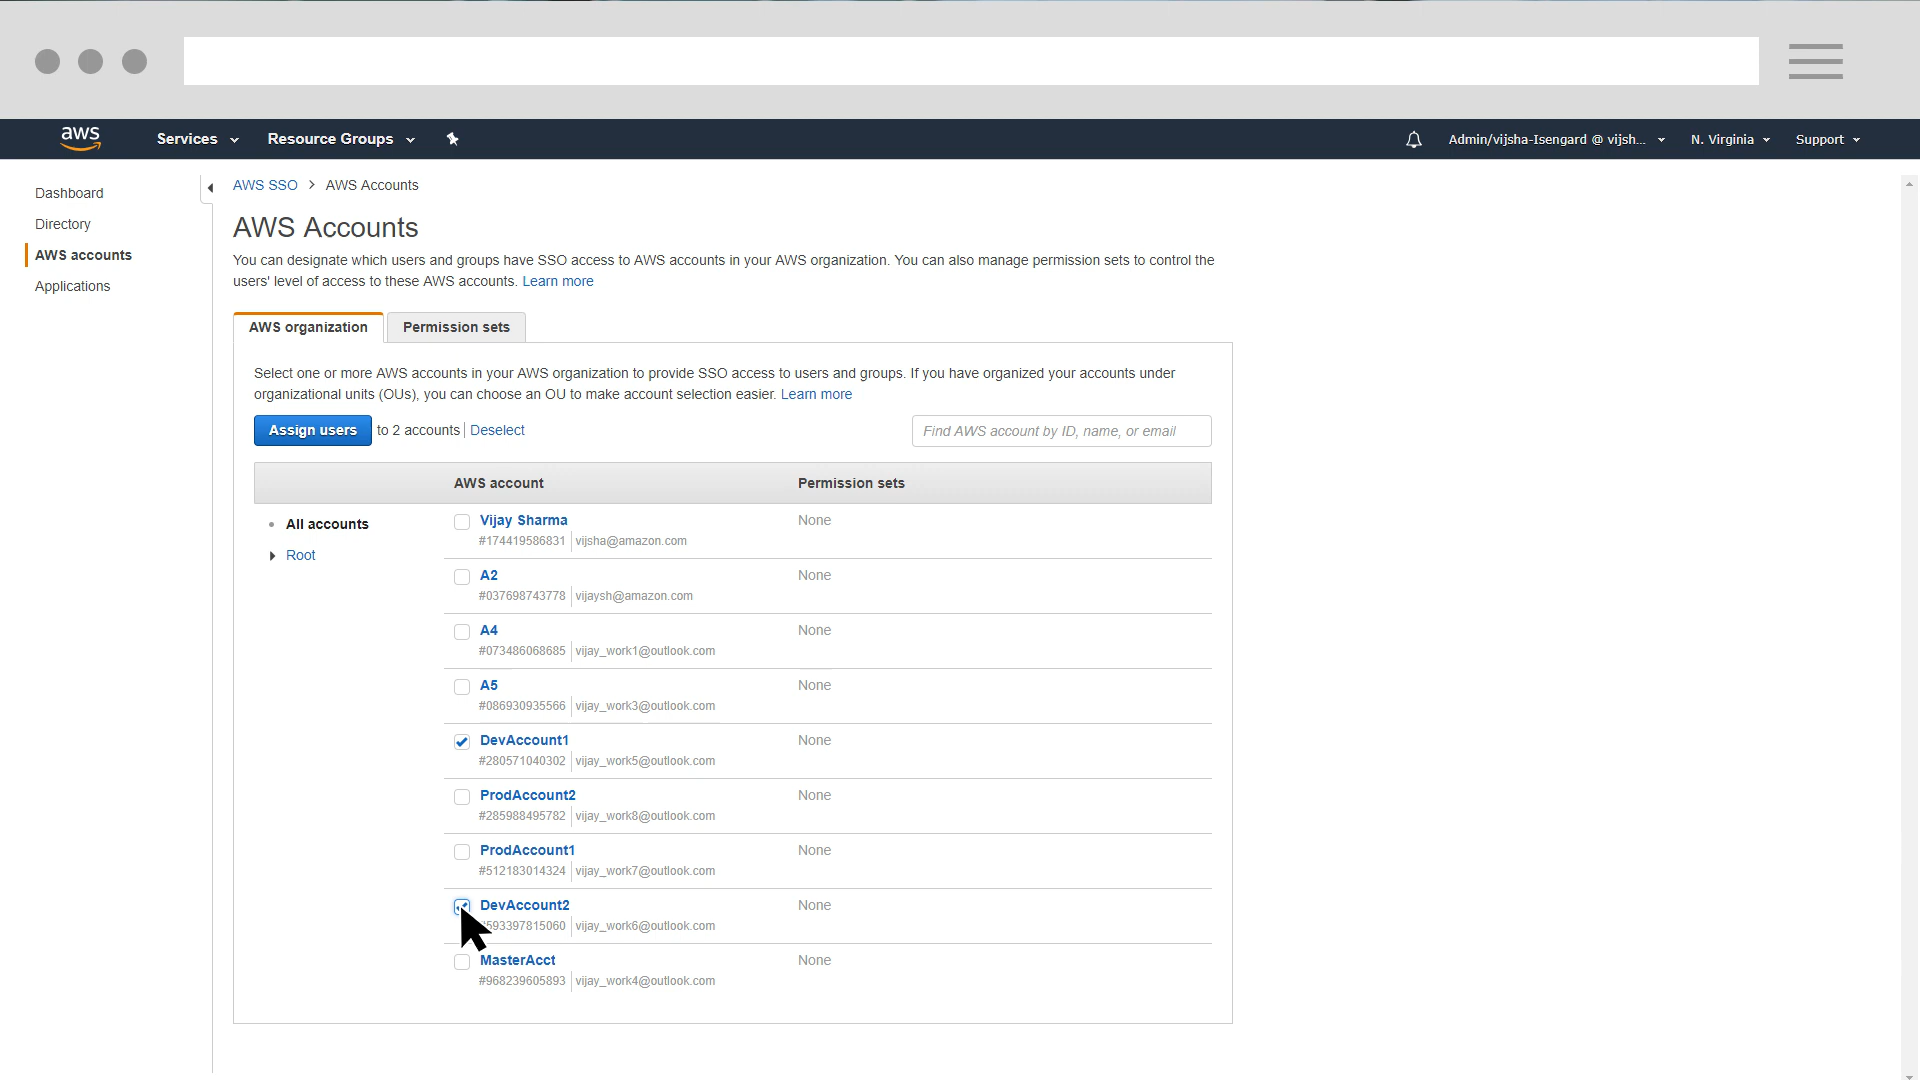 aws
Services
Resource Groups
Admin/vijsha-Isengard @ vijsh...
N. Virginia
Support
Dashboard
Directory
AWS accounts
Applications
AWS SSO > AWS Accounts
AWS Accounts
You can designate which users and groups have SSO access to AWS accounts in your AWS organization. You can also manage permission sets to control the
users' level of access to these AWS accounts. Learn more
AWS organization
Permission sets
Select one or more AWS accounts in your AWS organization to provide SSO access to users and groups. If you have organized your accounts under
organizational units (OUs), you can choose an OU to make account selection easier. Learn more
Assign users to 2 accounts | Deselect
Find AWS account by ID, name, or email
AWS account
Permission sets
All accounts
Root
Vijay Sharma
None
#174419586831 | vijsha@amazon.com
A2
None
#037698743778 | vijaysh@amazon.com
A4
None
#073486068685 | vijay_work1@outlook.com
A5
None
#086930935566 | vijay_work3@outlook.com
DevAccount1
None
#280571040302 | vijay_work5@outlook.com
ProdAccount2
None
#285988495782 | vijay_work8@outlook.com
ProdAccount1
None
#512183014324 | vijay_work7@outlook.com
DevAccount2
None
593397815060 | vijay_work6@outlook.com
MasterAcct
None
#968239605893 | vijay_work4@outlook.com